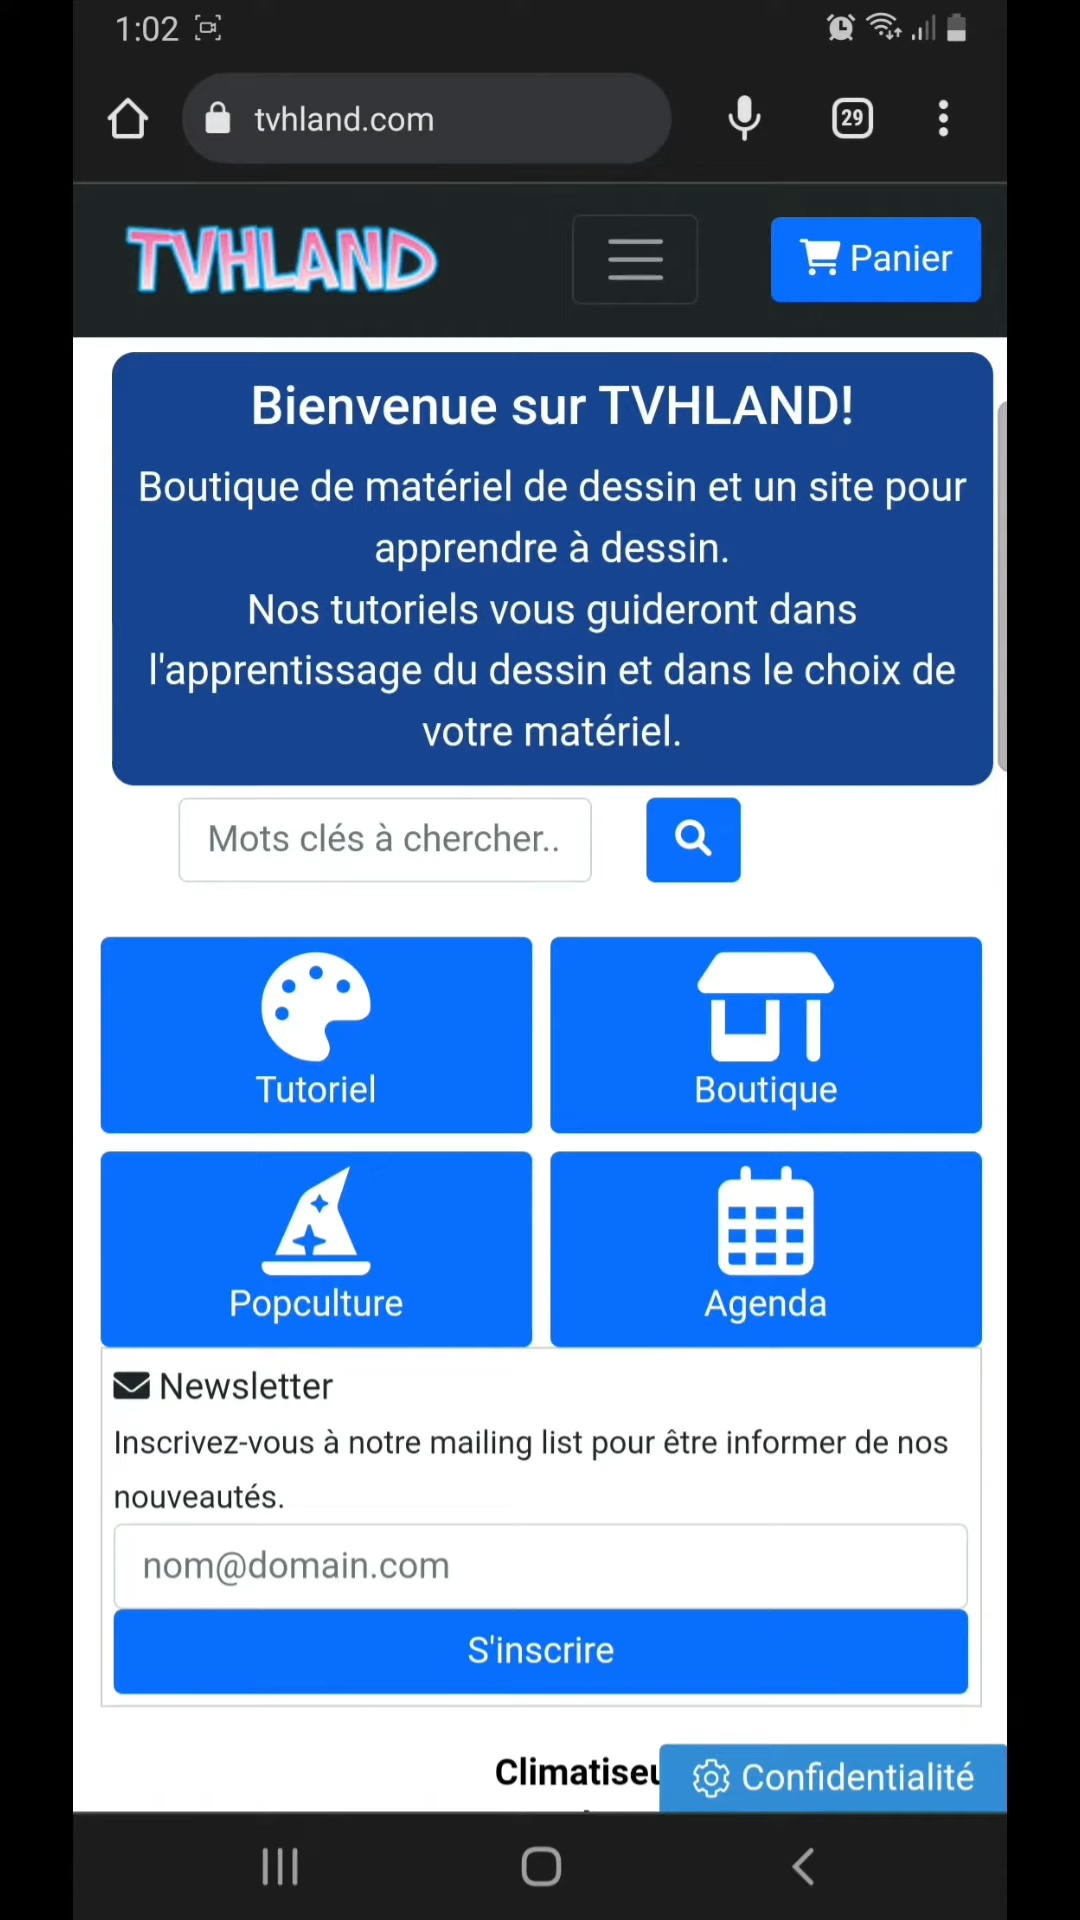 1:02
tvhland.com
29
TVHLAND
Panier
Bienvenue sur TVHLAND!
Boutique de matériel de dessin et un site pour
apprendre à dessin.
Nos tutoriels vous guideront dans
l'apprentissage du dessin et dans le choix de
votre matériel.
Mots clés à chercher..
Tutoriel
Boutique
Popculture
Agenda
Newsletter
Inscrivez-vous à notre mailing list pour être informer de nos
nouveautés.
nom@domain.com
S'inscrire
Confidentialité